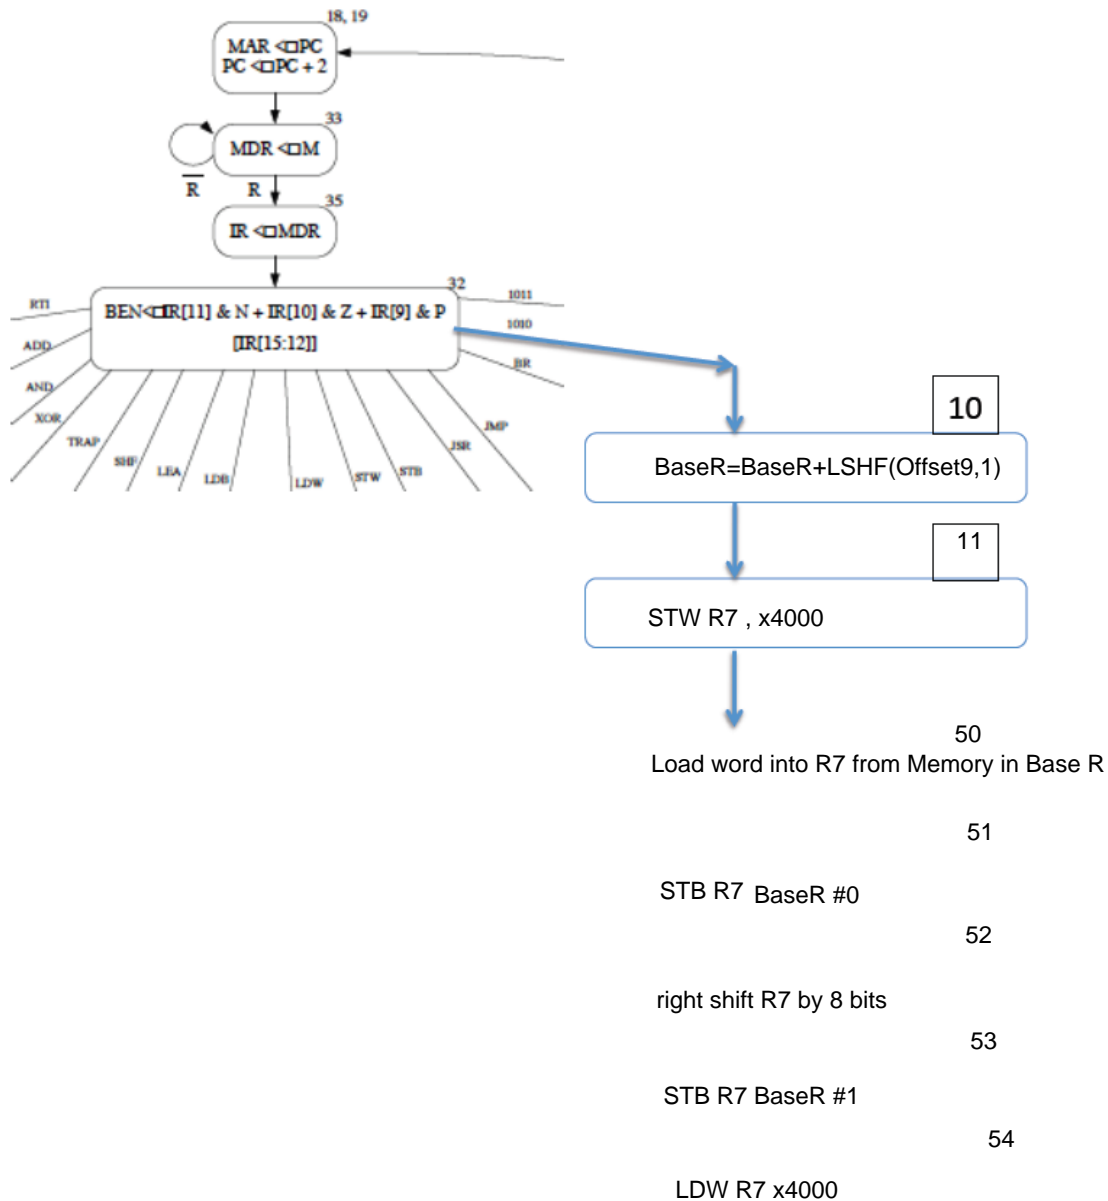 18, 19
MAR <□PC
PC <□PC + 2
33
MDR <□M
R
R
35
IR <□MDR
32
BEN<□IR[11] & N + IR[10] & Z + IR[9] & P
[IR[15:12]]
RTI
ADD
AND
XOR
TRAP
SHF
LEA
LDB
LDW
STW
STB
JSR
JMP
1011
1010
BR
10
BaseR=BaseR+LSHF(Offset9,1)
11
STW R7 , x4000
50
Load word into R7 from Memory in Base R
51
STB R7 BaseR #0
52
right shift R7 by 8 bits
53
STB R7 BaseR #1
54
LDW R7 x4000